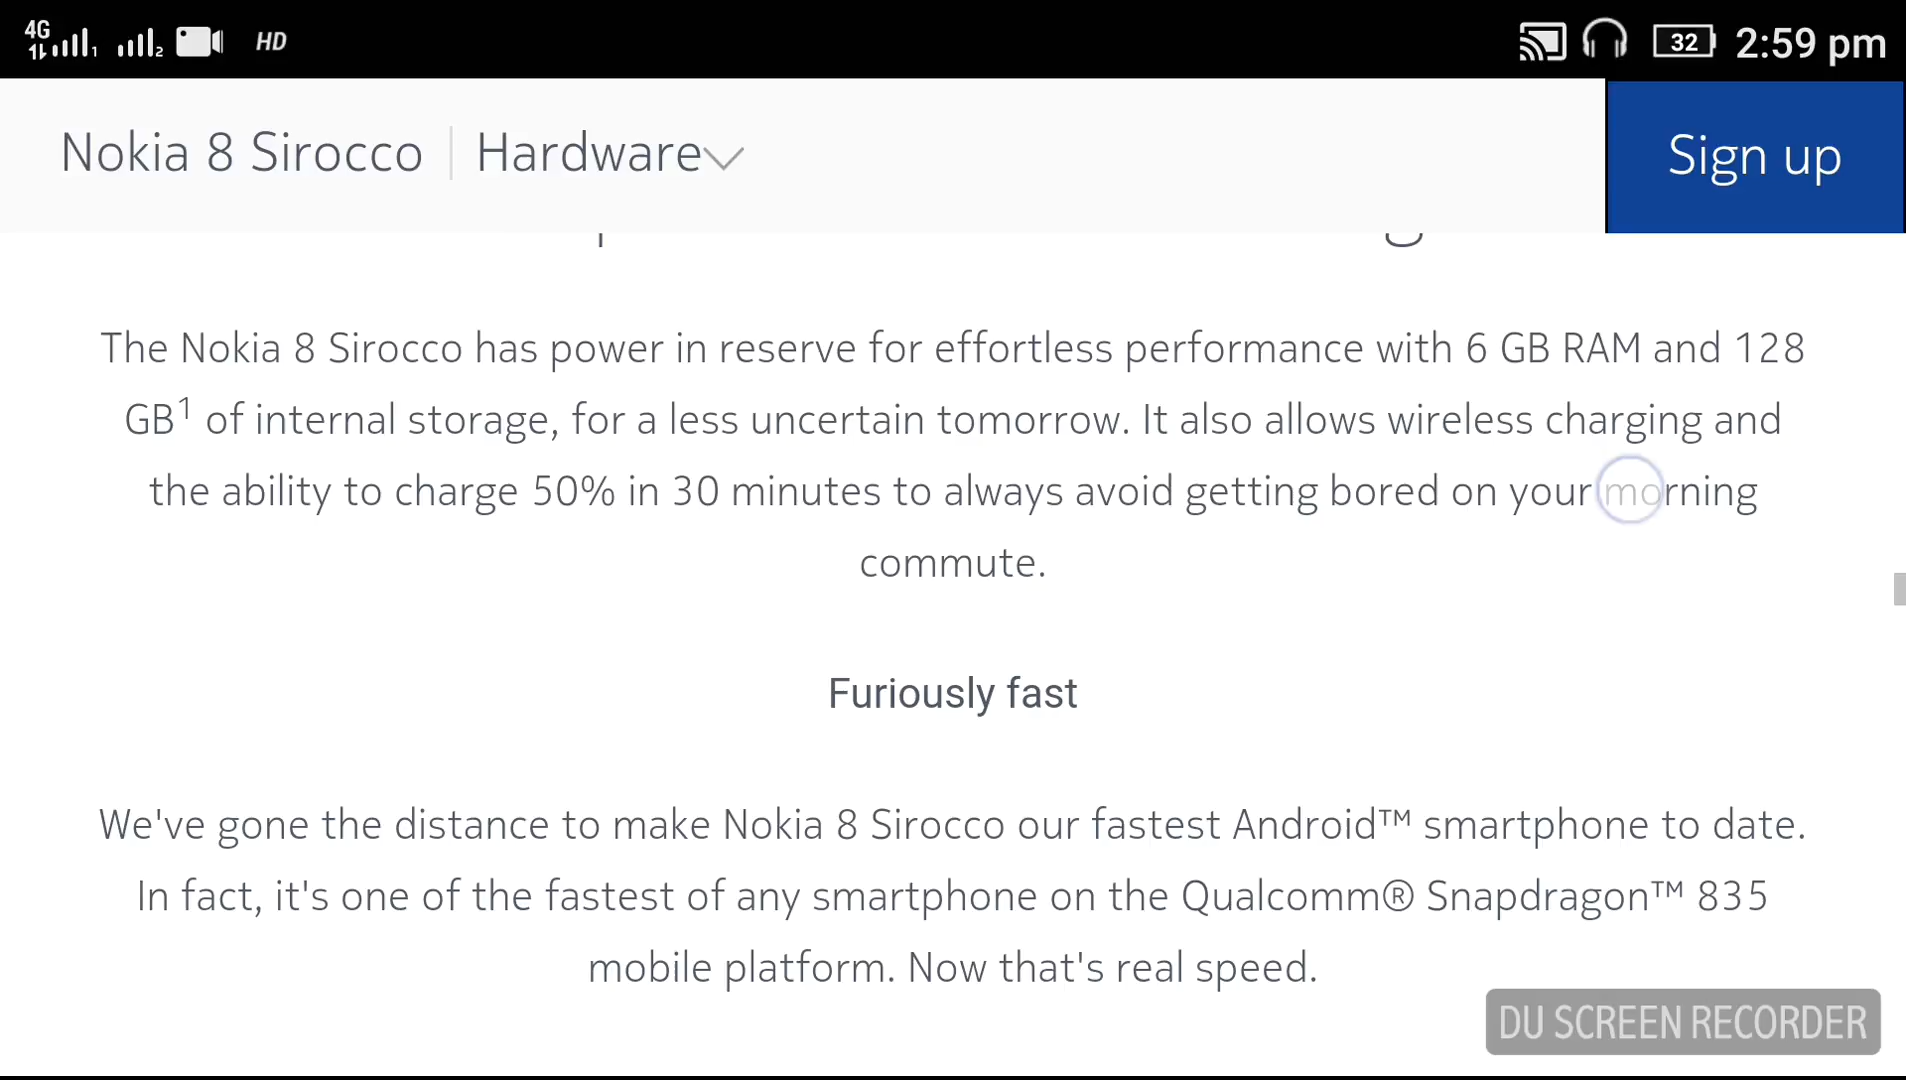 4G 1 2 HD 32 2:59 pm
Nokia 8 Sirocco Hardware Sign up
The Nokia 8 Sirocco has power in reserve for effortless performance with 6 GB RAM and 128
GB¹ of internal storage, for a less uncertain tomorrow. It also allows wireless charging and
the ability to charge 50% in 30 minutes to always avoid getting bored on your morning
commute.
Furiously fast
We've gone the distance to make Nokia 8 Sirocco our fastest Android™ smartphone to date.
In fact, it's one of the fastest of any smartphone on the Qualcomm® Snapdragon™ 835
mobile platform. Now that's real speed.
DU SCREEN RECORDER